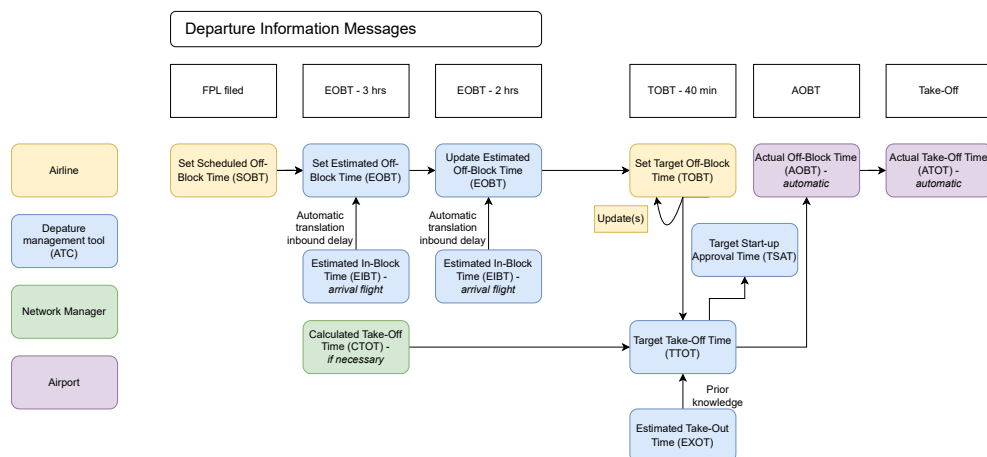 Departure Information Messages
FPL filed
EOBT - 3 hrs
EOBT - 2 hrs
TOBT - 40 min
AOBT
Take-Off
Airline
Set Scheduled Off-
Block Time (SOBT)
Set Estimated Off-
Block Time (EOBT)
Update Estimated
Off-Block Time
(EOBT)
Set Target Off-Block
Time (TOBT)
Actual Off-Block Time
(AOBT) -
automatic
Actual Take-Off Time
(ATOT) -
automatic
Update(s)
Automatic
translation
inbound delay
Automatic
translation
inbound delay
Depature
management tool
(ATC)
Estimated In-Block
Time (EIBT) -
arrival flight
Estimated In-Block
Time (EIBT) -
arrival flight
Target Start-up
Approval Time (TSAT)
Network Manager
Calculated Take-Off
Time (CTOT) -
if necessary
Target Take-Off Time
(TTOT)
Airport
Prior
knowledge
Estimated Take-Out
Time (EXOT)